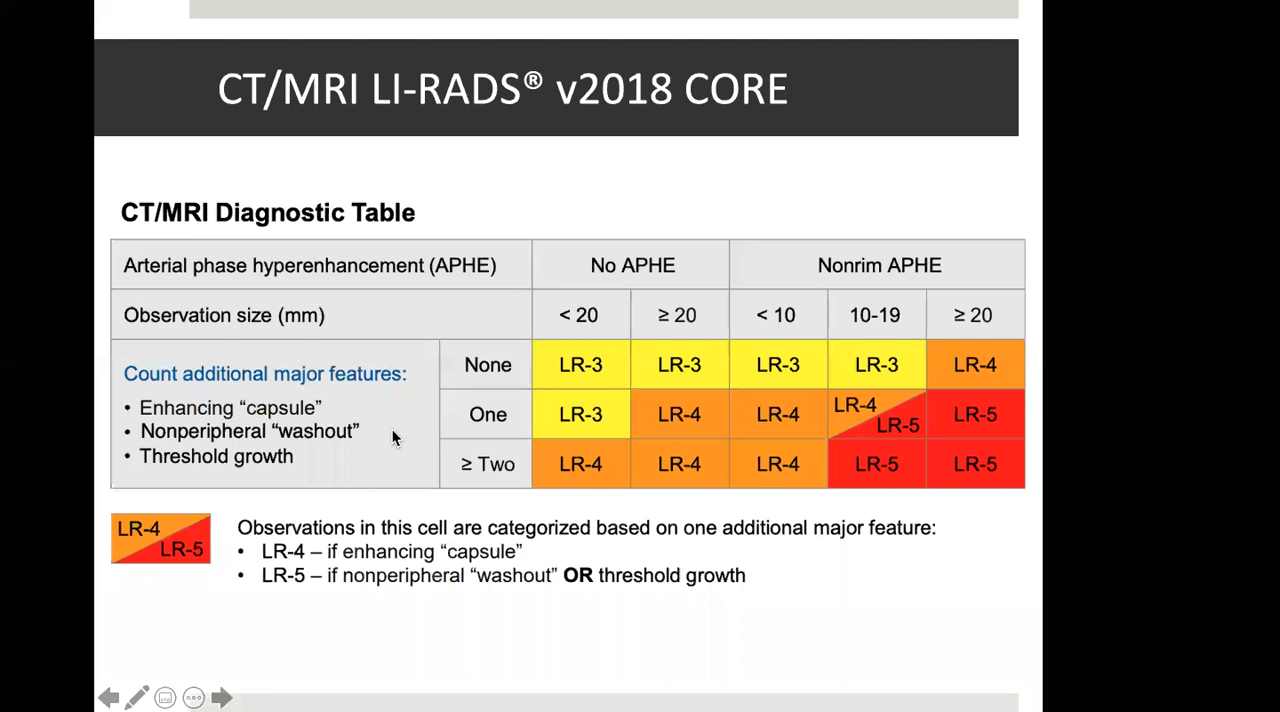 CT/MRI LI-RADS® v2018 CORE
CT/MRI Diagnostic Table
Arterial phase hyperenhancement (APHE) No APHE Nonrim APHE
Observation size (mm) < 20 ≥ 20 < 10 10-19 ≥ 20
Count additional major features:
• Enhancing “capsule”
• Nonperipheral “washout”
• Threshold growth
None LR-3 LR-3 LR-3 LR-3 LR-4
One LR-3 LR-4 LR-4 LR-4 LR-5 LR-5
≥ Two LR-4 LR-4 LR-4 LR-5 LR-5
LR-4
LR-5
Observations in this cell are categorized based on one additional major feature:
• LR-4 – if enhancing “capsule”
• LR-5 – if nonperipheral “washout” OR threshold growth